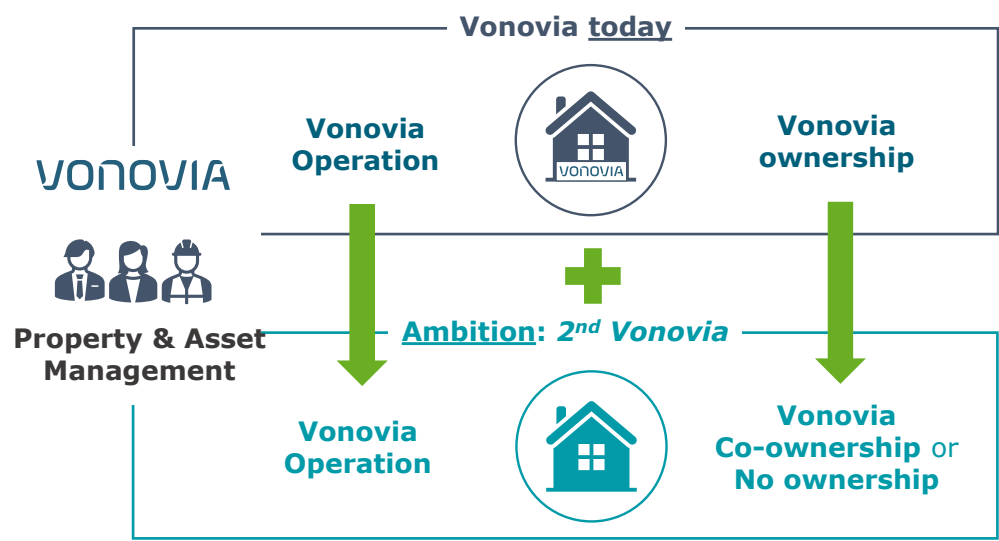 Vonovia today
Vonovia
Operation
VONOVIA
Vonovia
ownership
VONOVIA
Property & Asset
Management
Ambition: 2nd Vonovia
Vonovia
Operation
Vonovia
Co-ownership or
No ownership